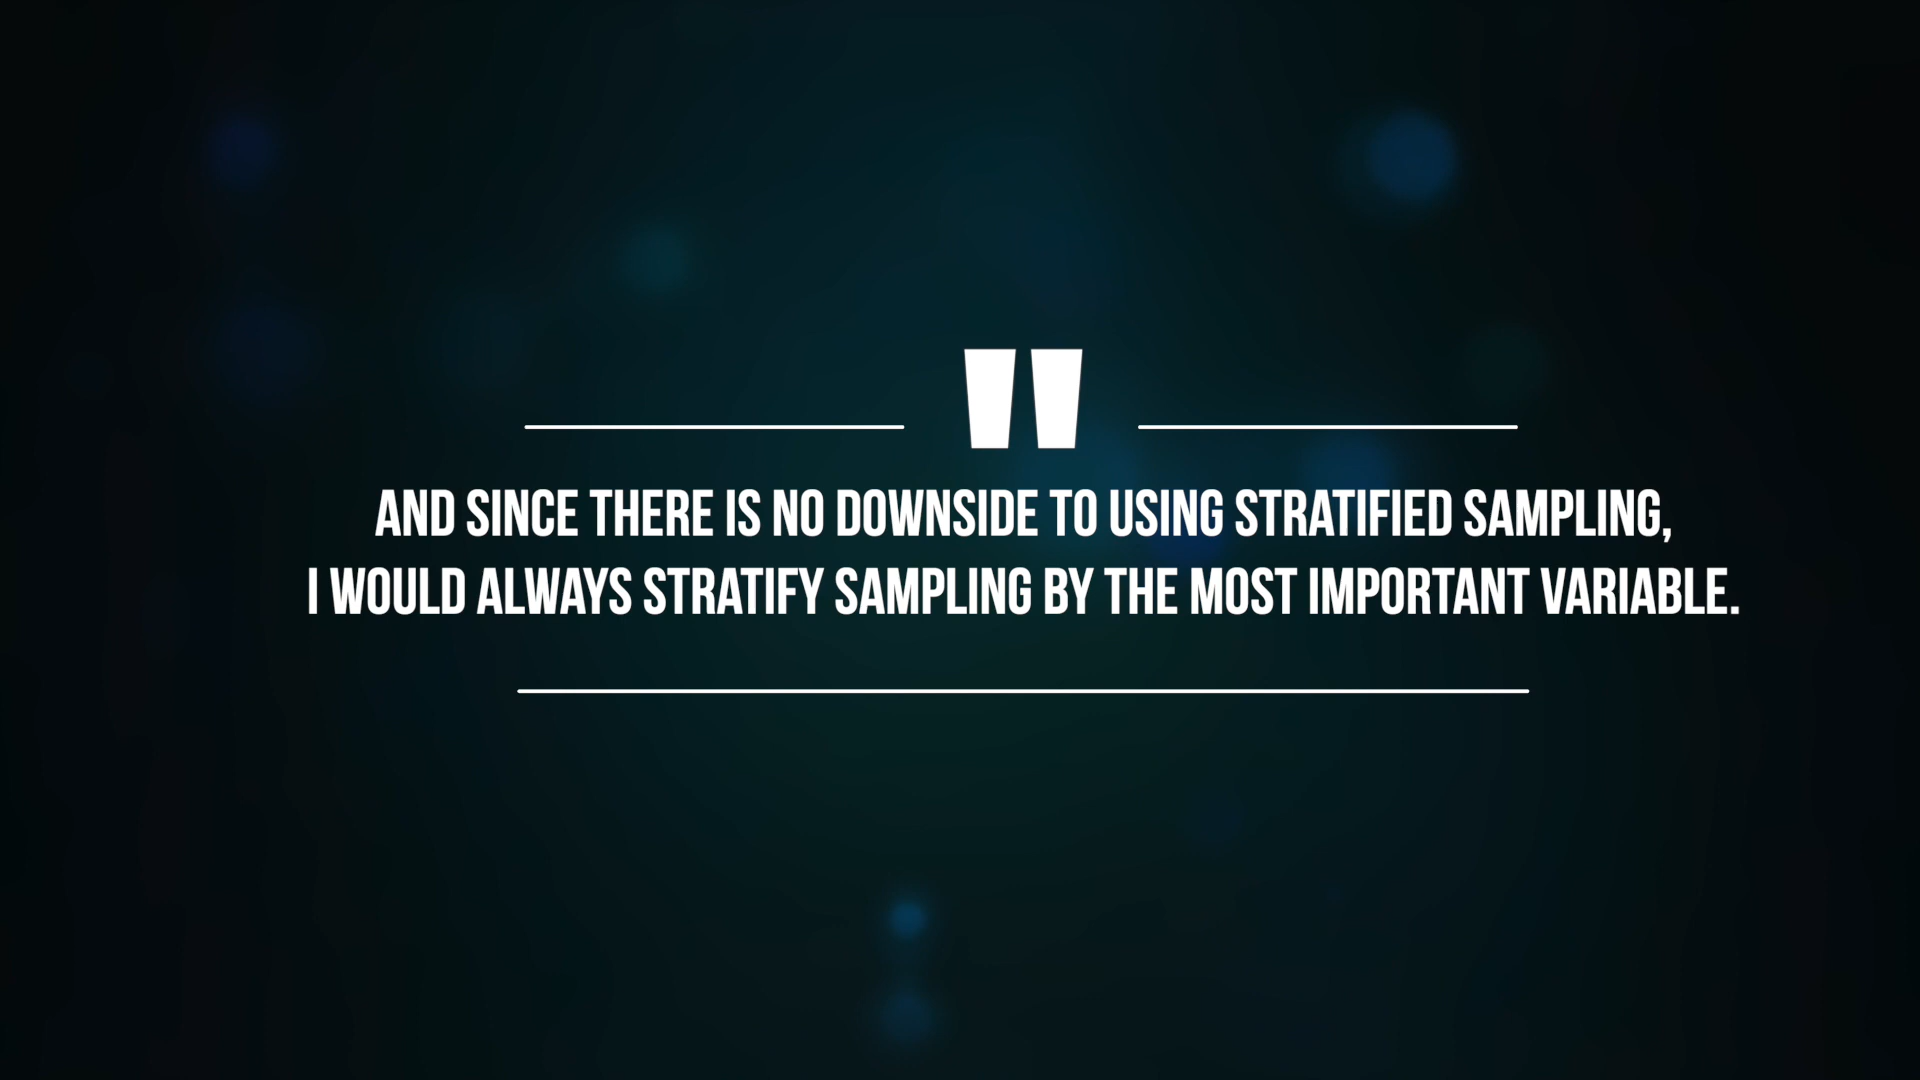 "
AND SINCE THERE IS NO DOWNSIDE TO USING STRATIFIED SAMPLING,
I WOULD ALWAYS STRATIFY SAMPLING BY THE MOST IMPORTANT VARIABLE.